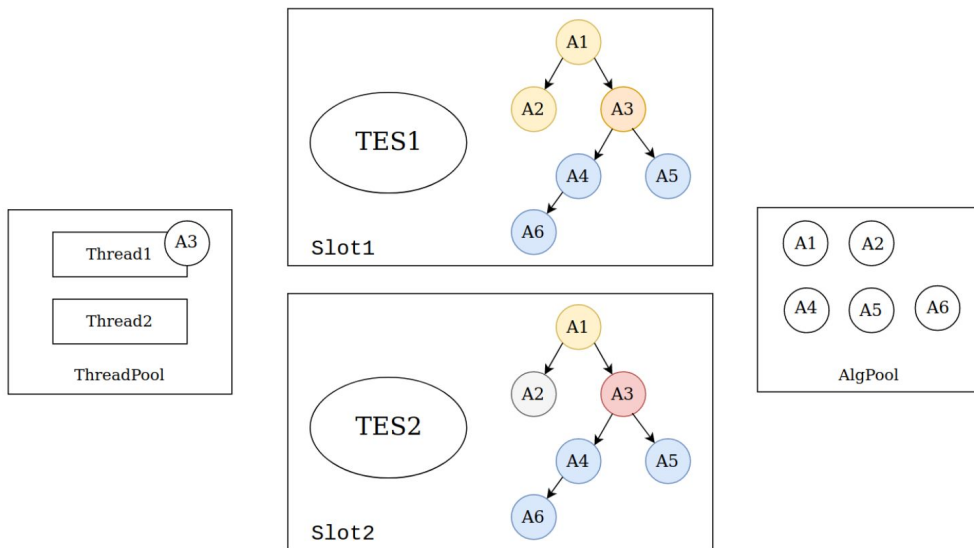 A1
A2
A3
TES1
A4
A5
A6
Slot1
A3
Thread1
Thread2
ThreadPool
A1
A2
A3
TES2
A4
A5
A6
Slot2
A1 A2
A4 A5 A6
AlgPool